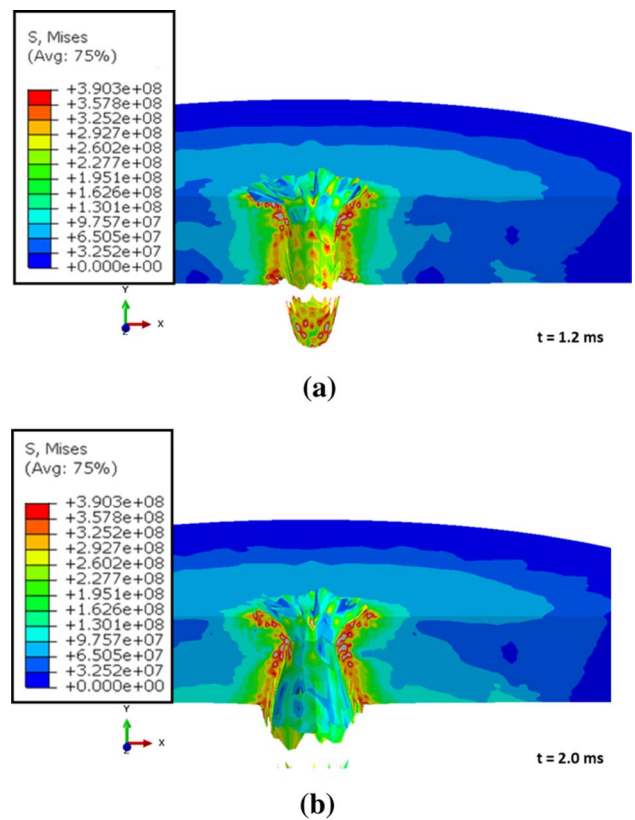 S, Mises
(Avg: 75%)
+3.903e+08
+3.578e+08
+3.252e+08
+2.927e+08
+2.602e+08
+2.277e+08
+1.951e+08
+1.626e+08
+1.301e+08
+9.757e+07
+6.505e+07
+3.252e+07
+0.000e+00
Y
X
Z
t = 1.2 ms
(a)
S, Mises
(Avg: 75%)
+3.903e+08
+3.578e+08
+3.252e+08
+2.927e+08
+2.602e+08
+2.277e+08
+1.951e+08
+1.626e+08
+1.301e+08
+9.757e+07
+6.505e+07
+3.252e+07
+0.000e+00
Y
X
Z
t = 2.0 ms
(b)